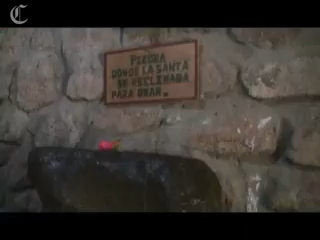 C
PIEDRA
DONDE LA SANTA
SE RECLINABA
PARA ORAR.